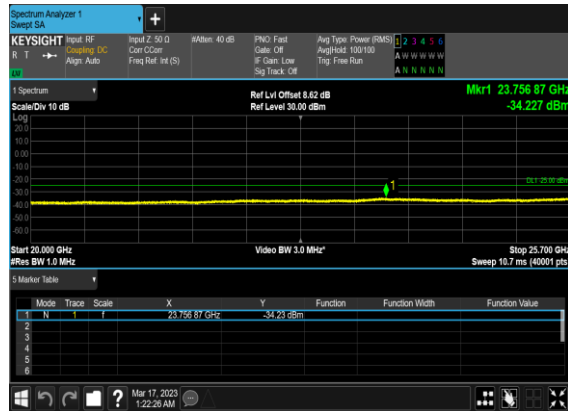 Spectrum Analyzer 1
Swept SA
+
KEYSIGHT Input: RF Input Z: 50 Ω #Atten: 40 dB PNO: Fast Avg Type: Power (RMS) 1 2 3 4 5 6
R T Coupling: DC Corr CCorr Gate: Off Avg|Hold: 100/100 A W W W W W
Align: Auto Freq Ref: Int (S) IF Gain: Low Trig: Free Run
Sig Track: Off A N N N N N
1 Spectrum Ref Lvl Offset 8.62 dB Mkr1 23.756 87 GHz
Scale/Div 10 dB Ref Level 30.00 dBm -34.227 dBm
Log
20.0
10.0
0.00
-10.0
-20.0
DL1 -25.00 dBm
1
-30.0
-40.0
-50.0
-60.0
Start 20.000 GHz Video BW 3.0 MHz* Stop 25.700 GHz
#Res BW 1.0 MHz Sweep 10.7 ms (40001 pts)
5 Marker Table
Mode Trace Scale X Y Function Function Width Function Value
1 N 1 f 23.756 87 GHz -34.23 dBm
2
3
4
5
6
? Mar 17, 2023
1:22:26 AM